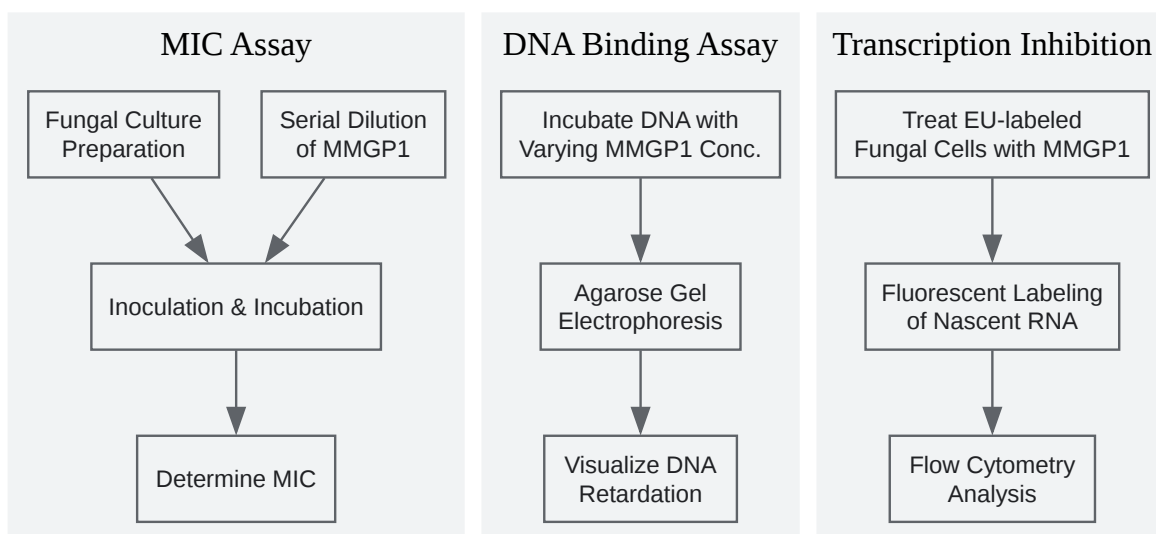 MIC Assay
Fungal Culture
Preparation
Serial Dilution
of MMGP1
Inoculation & Incubation
Determine MIC
DNA Binding Assay
Incubate DNA with
Varying MMGP1 Conc.
Agarose Gel
Electrophoresis
Visualize DNA
Retardation
Transcription Inhibition
Treat EU-labeled
Fungal Cells with MMGP1
Fluorescent Labeling
of Nascent RNA
Flow Cytometry
Analysis